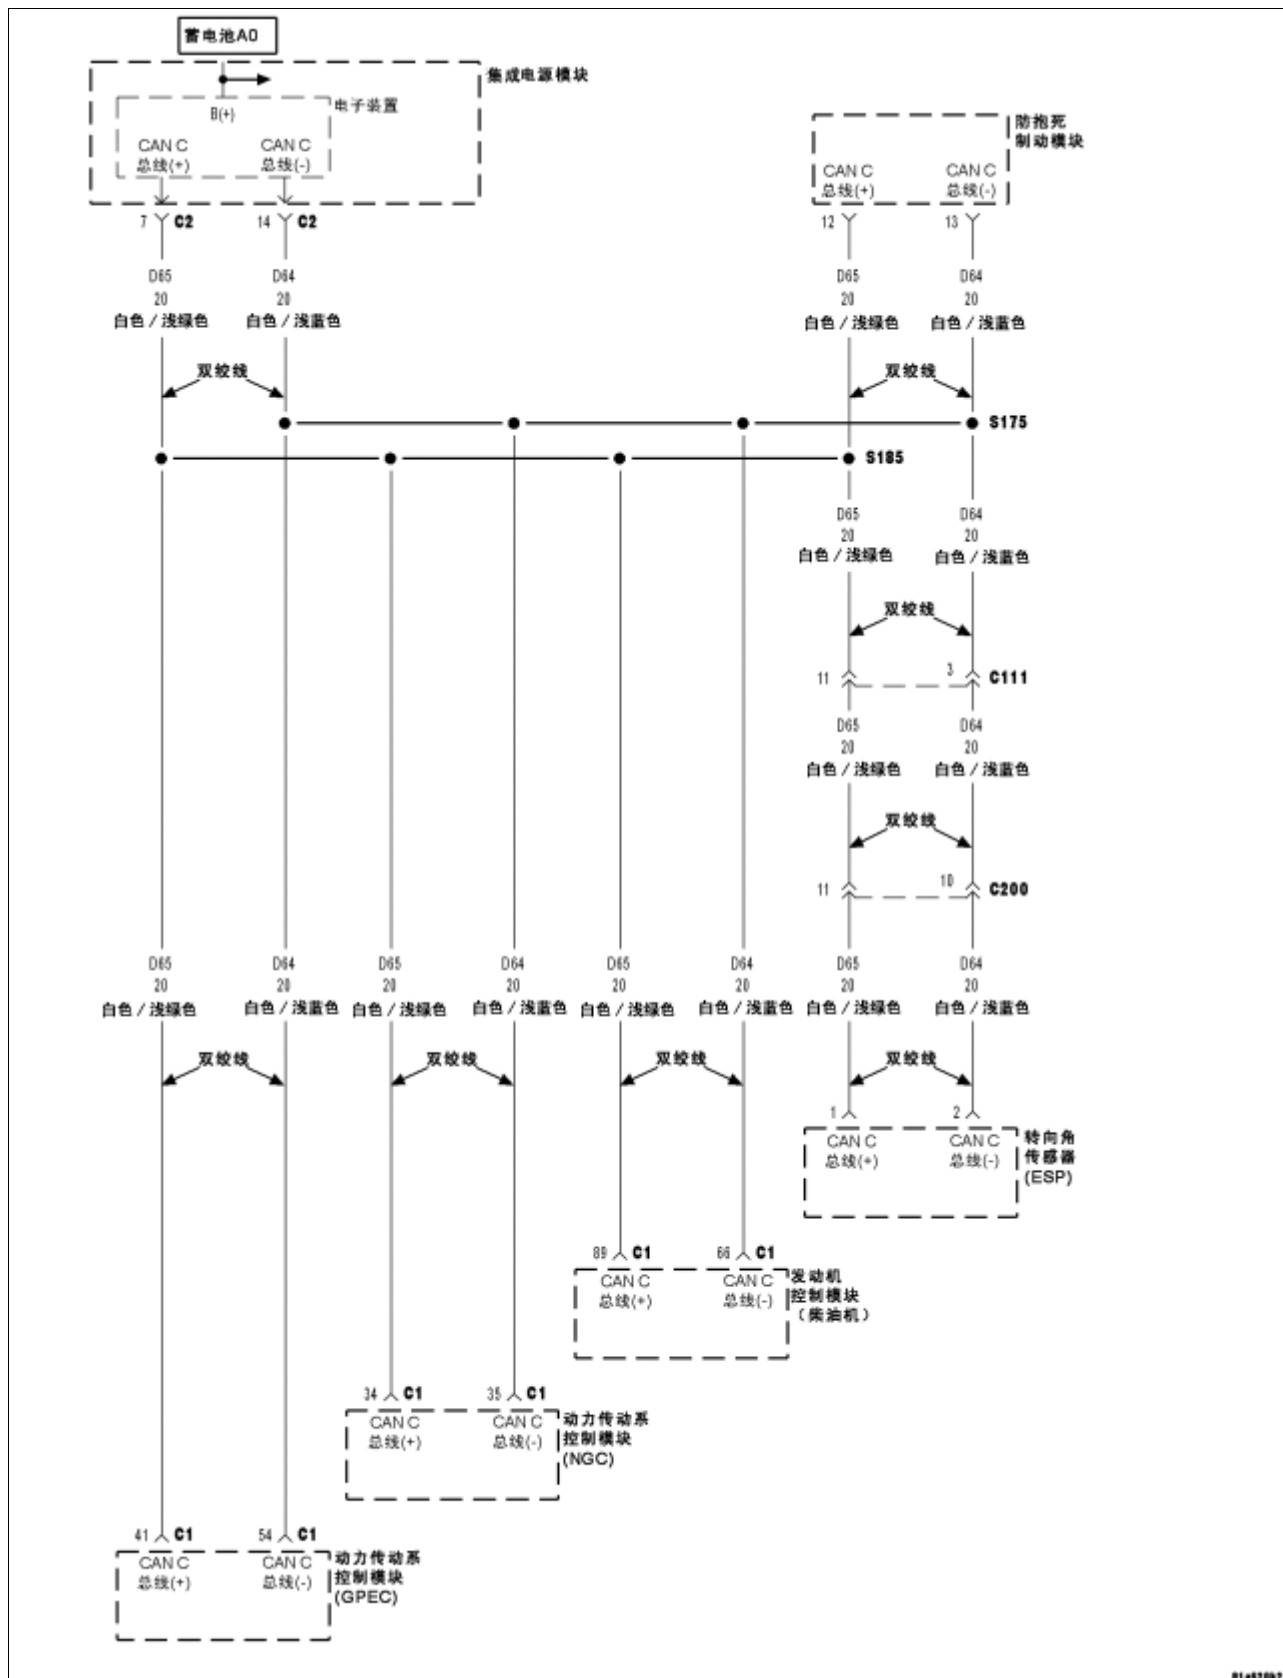 蓄电池A0
集成电源模块
电子装置
B(+)
CAN C
总线(+)
CAN C
总线(-)
防抱死
制动模块
CAN C
总线(+)
CAN C
总线(-)
7 C2
14 C2
12
13
D65
20
白色/浅绿色
D64
20
白色/浅蓝色
D65
20
白色/浅绿色
D64
20
白色/浅蓝色
双绞线
双绞线
S175
S185
D65
20
白色/浅绿色
D64
20
白色/浅蓝色
双绞线
11
3
C111
D65
20
白色/浅绿色
D64
20
白色/浅蓝色
双绞线
11
10
C200
D65
20
白色/浅绿色
D64
20
白色/浅蓝色
D65
20
白色/浅绿色
D64
20
白色/浅蓝色
D65
20
白色/浅绿色
D64
20
白色/浅蓝色
D65
20
白色/浅绿色
D64
20
白色/浅蓝色
双绞线
双绞线
双绞线
双绞线
1
2
CAN C
总线(+)
CAN C
总线(-)
转向角
传感器
(ESP)
89 C1
66 C1
CAN C
总线(+)
CAN C
总线(-)
发动机
控制模块
(柴油机)
34 C1
35 C1
CAN C
总线(+)
CAN C
总线(-)
动力传动系
控制模块
(NGC)
41 C1
54 C1
CAN C
总线(+)
CAN C
总线(-)
动力传动系
控制模块
(GPEC)